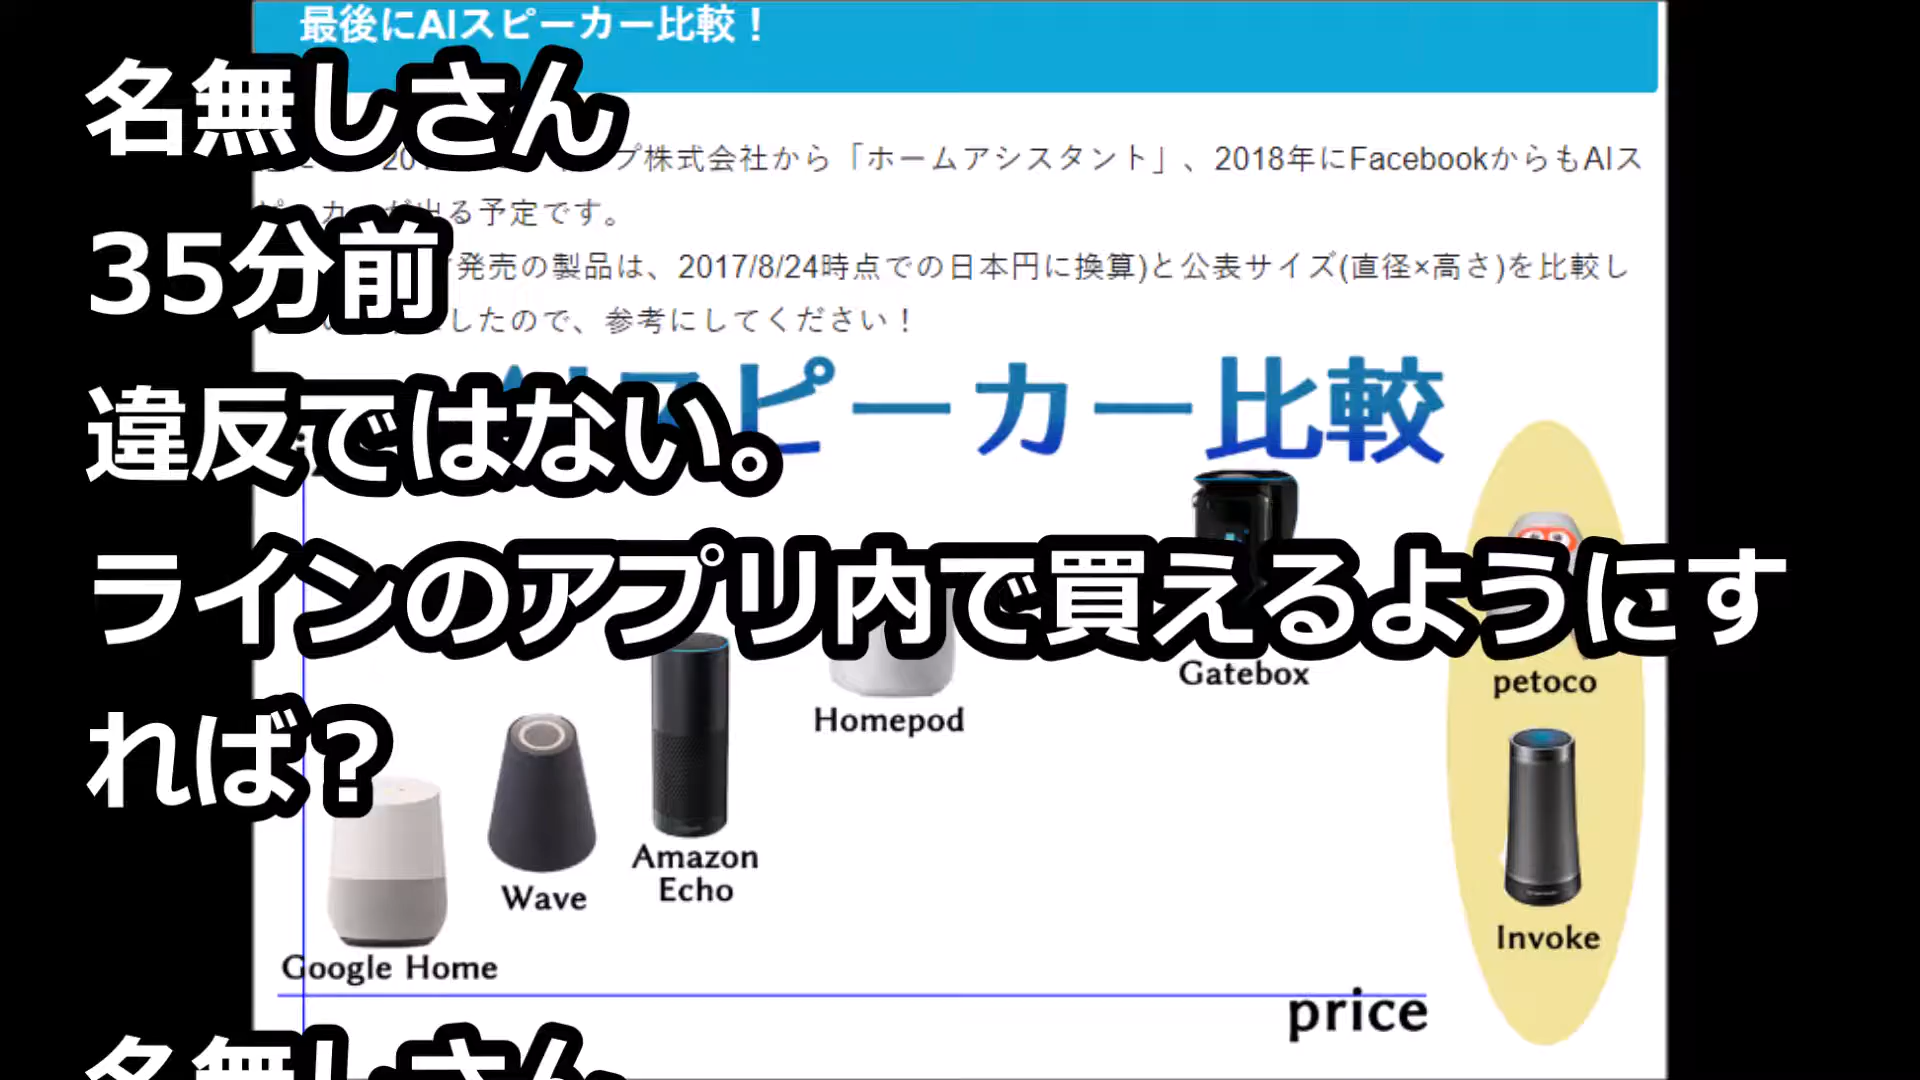 最後にAIスピーカー比較！
名無しさん
プ株式会社から「ホームアシスタント」、2018年にFacebookからもAIス
出る予定です。
35分前
発売の製品は、2017/8/24時点での日本円に換算)と公表サイズ(直径×高さ)を比較し
したので、参考にしてください！
ピーカー比較
違反ではない。
ラインのアプリ内で買えるようにす
れば？
Gatebox
petoco
Homepod
Amazon
Echo
Wave
Invoke
Google Home
price
名無しさん